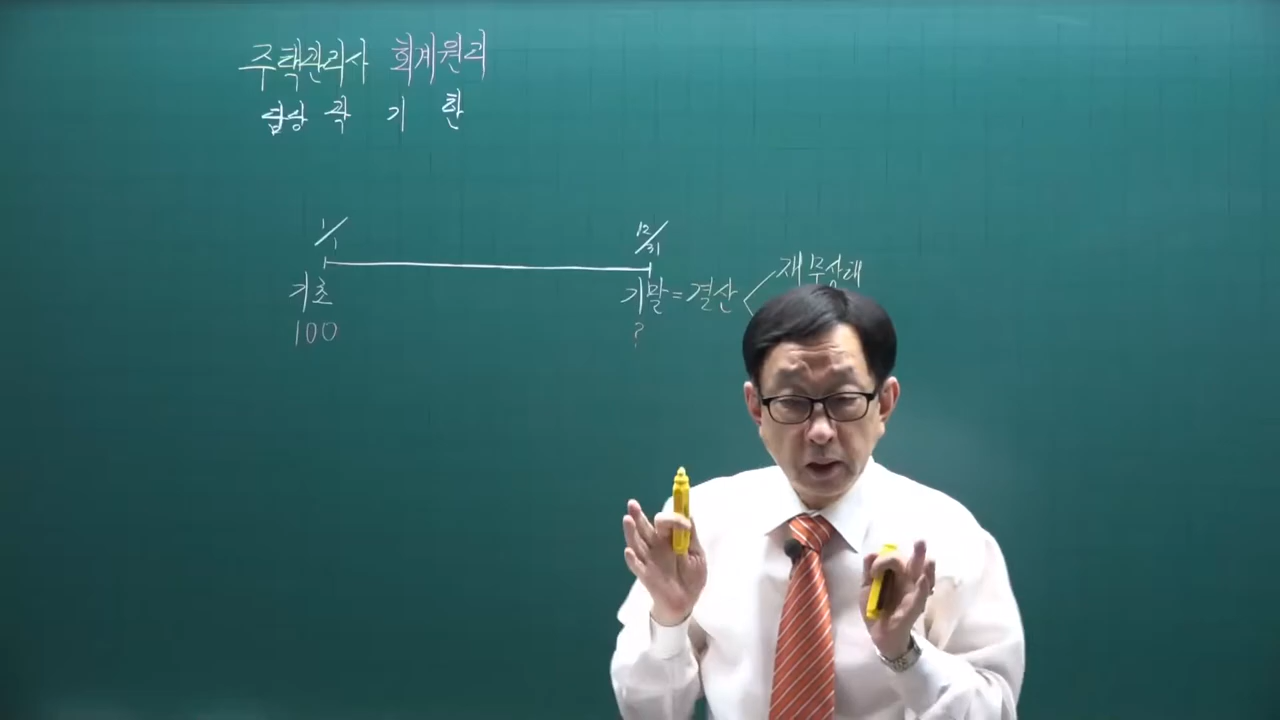 주택관리사 회계원리
협상 곽 기 환
1/1
12/31
기초
기말 = 결산 < 재무상태
100
?